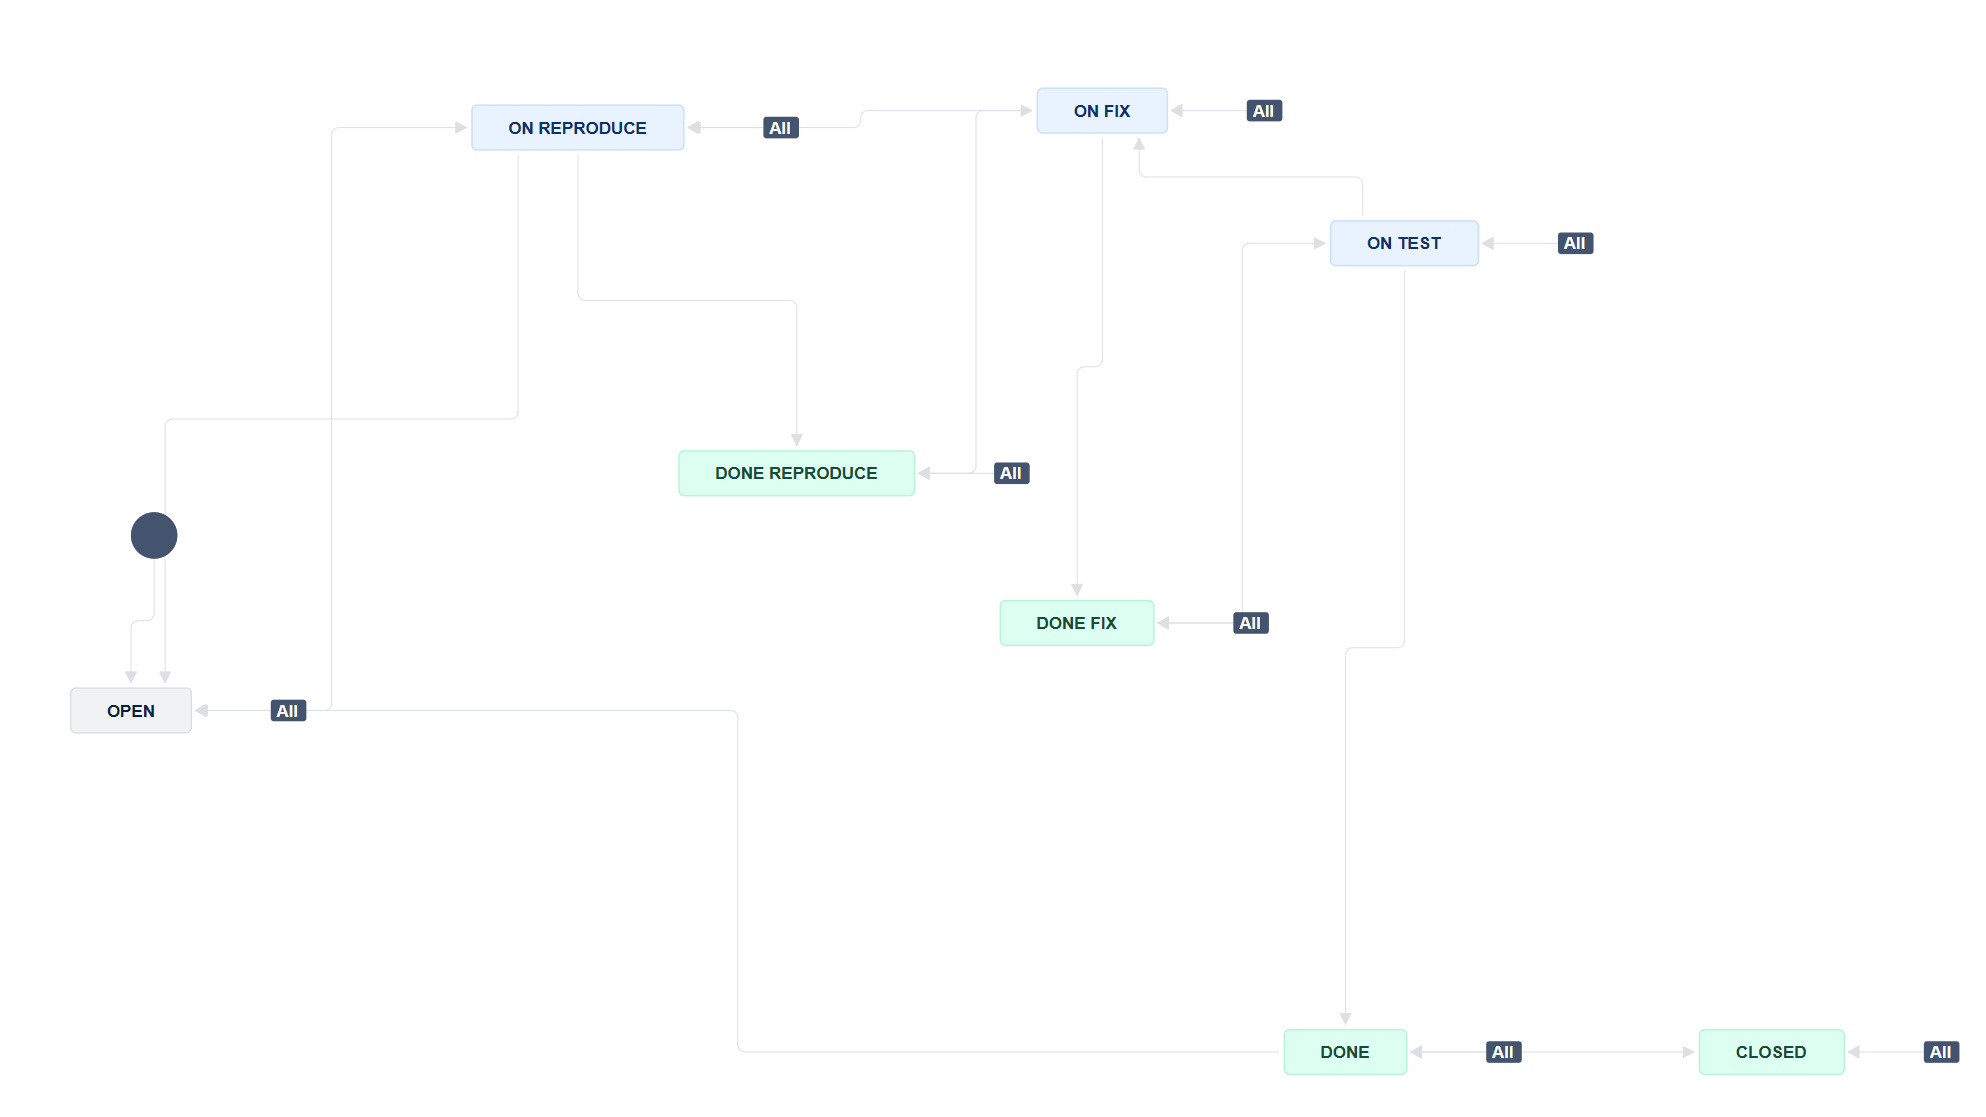 ON REPRODUCE
All
ON FIX
All
ON TEST
All
DONE REPRODUCE
All
DONE FIX
All
OPEN
All
DONE
All
CLOSED
All